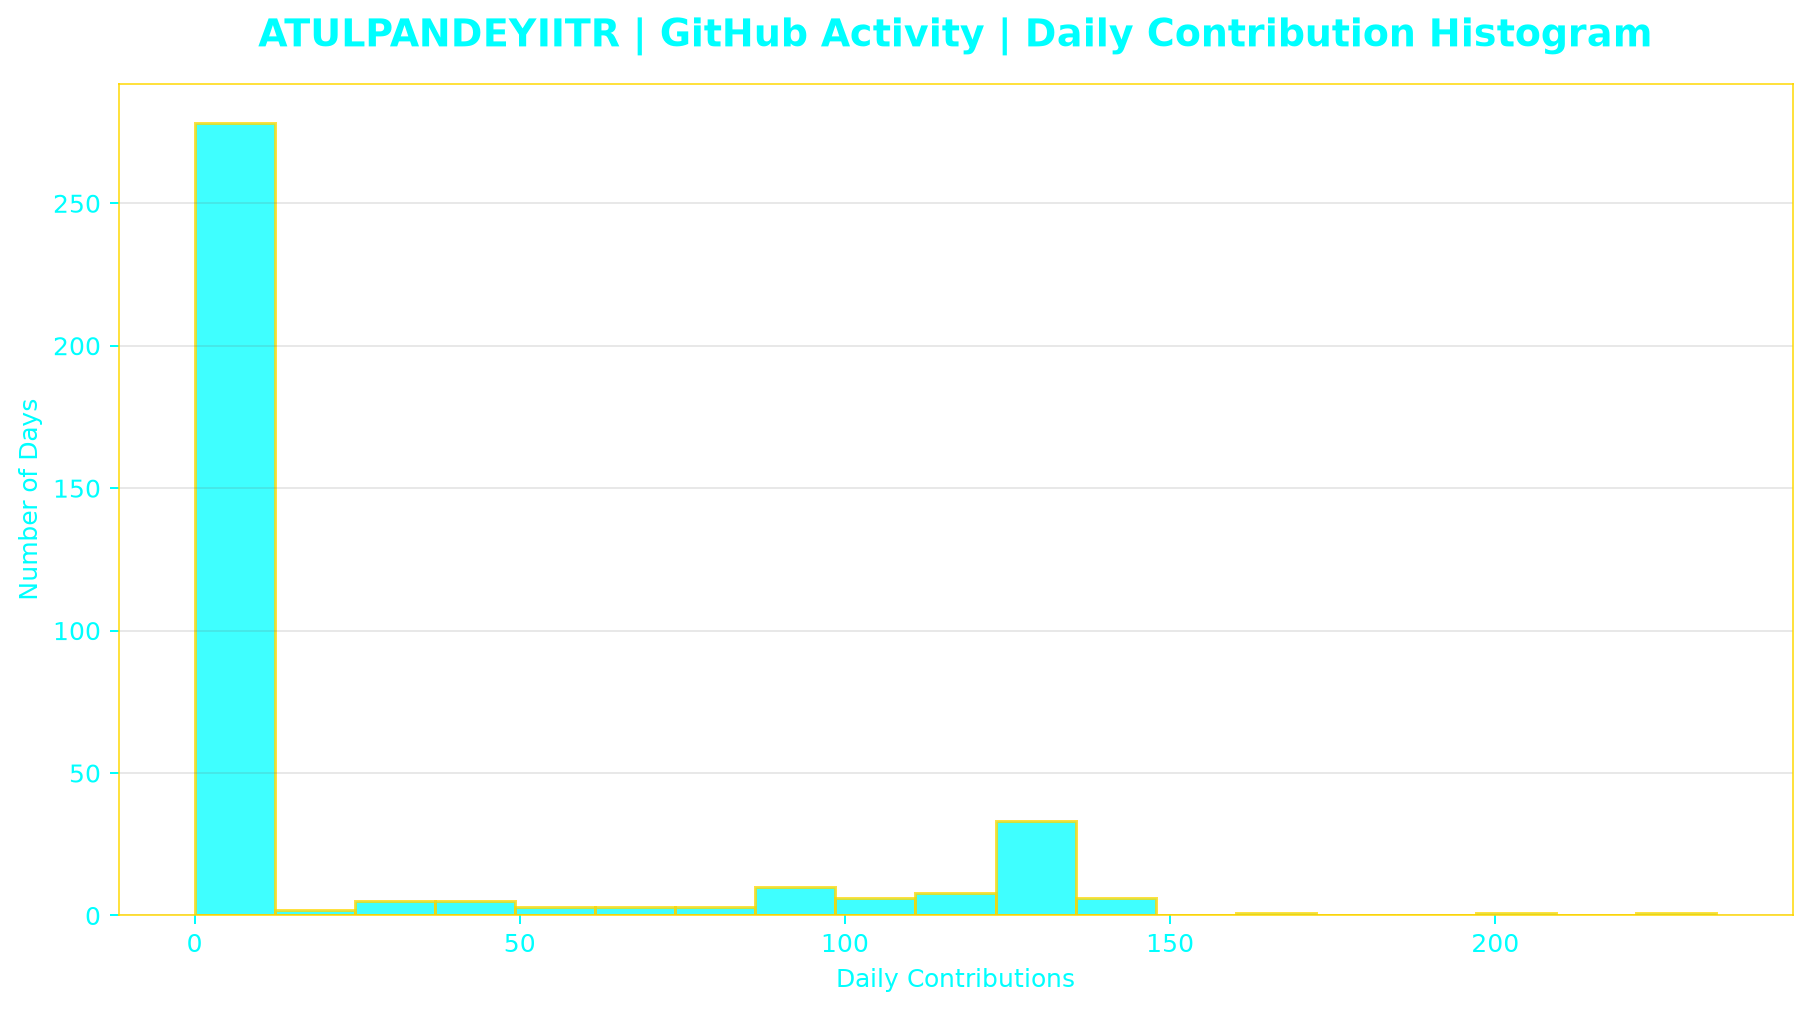 ATULPANDEYIITR | GitHub Activity | Daily Contribution Histogram
250
200
150
100
50
0
Number of Days
0 50 100 150 200
Daily Contributions